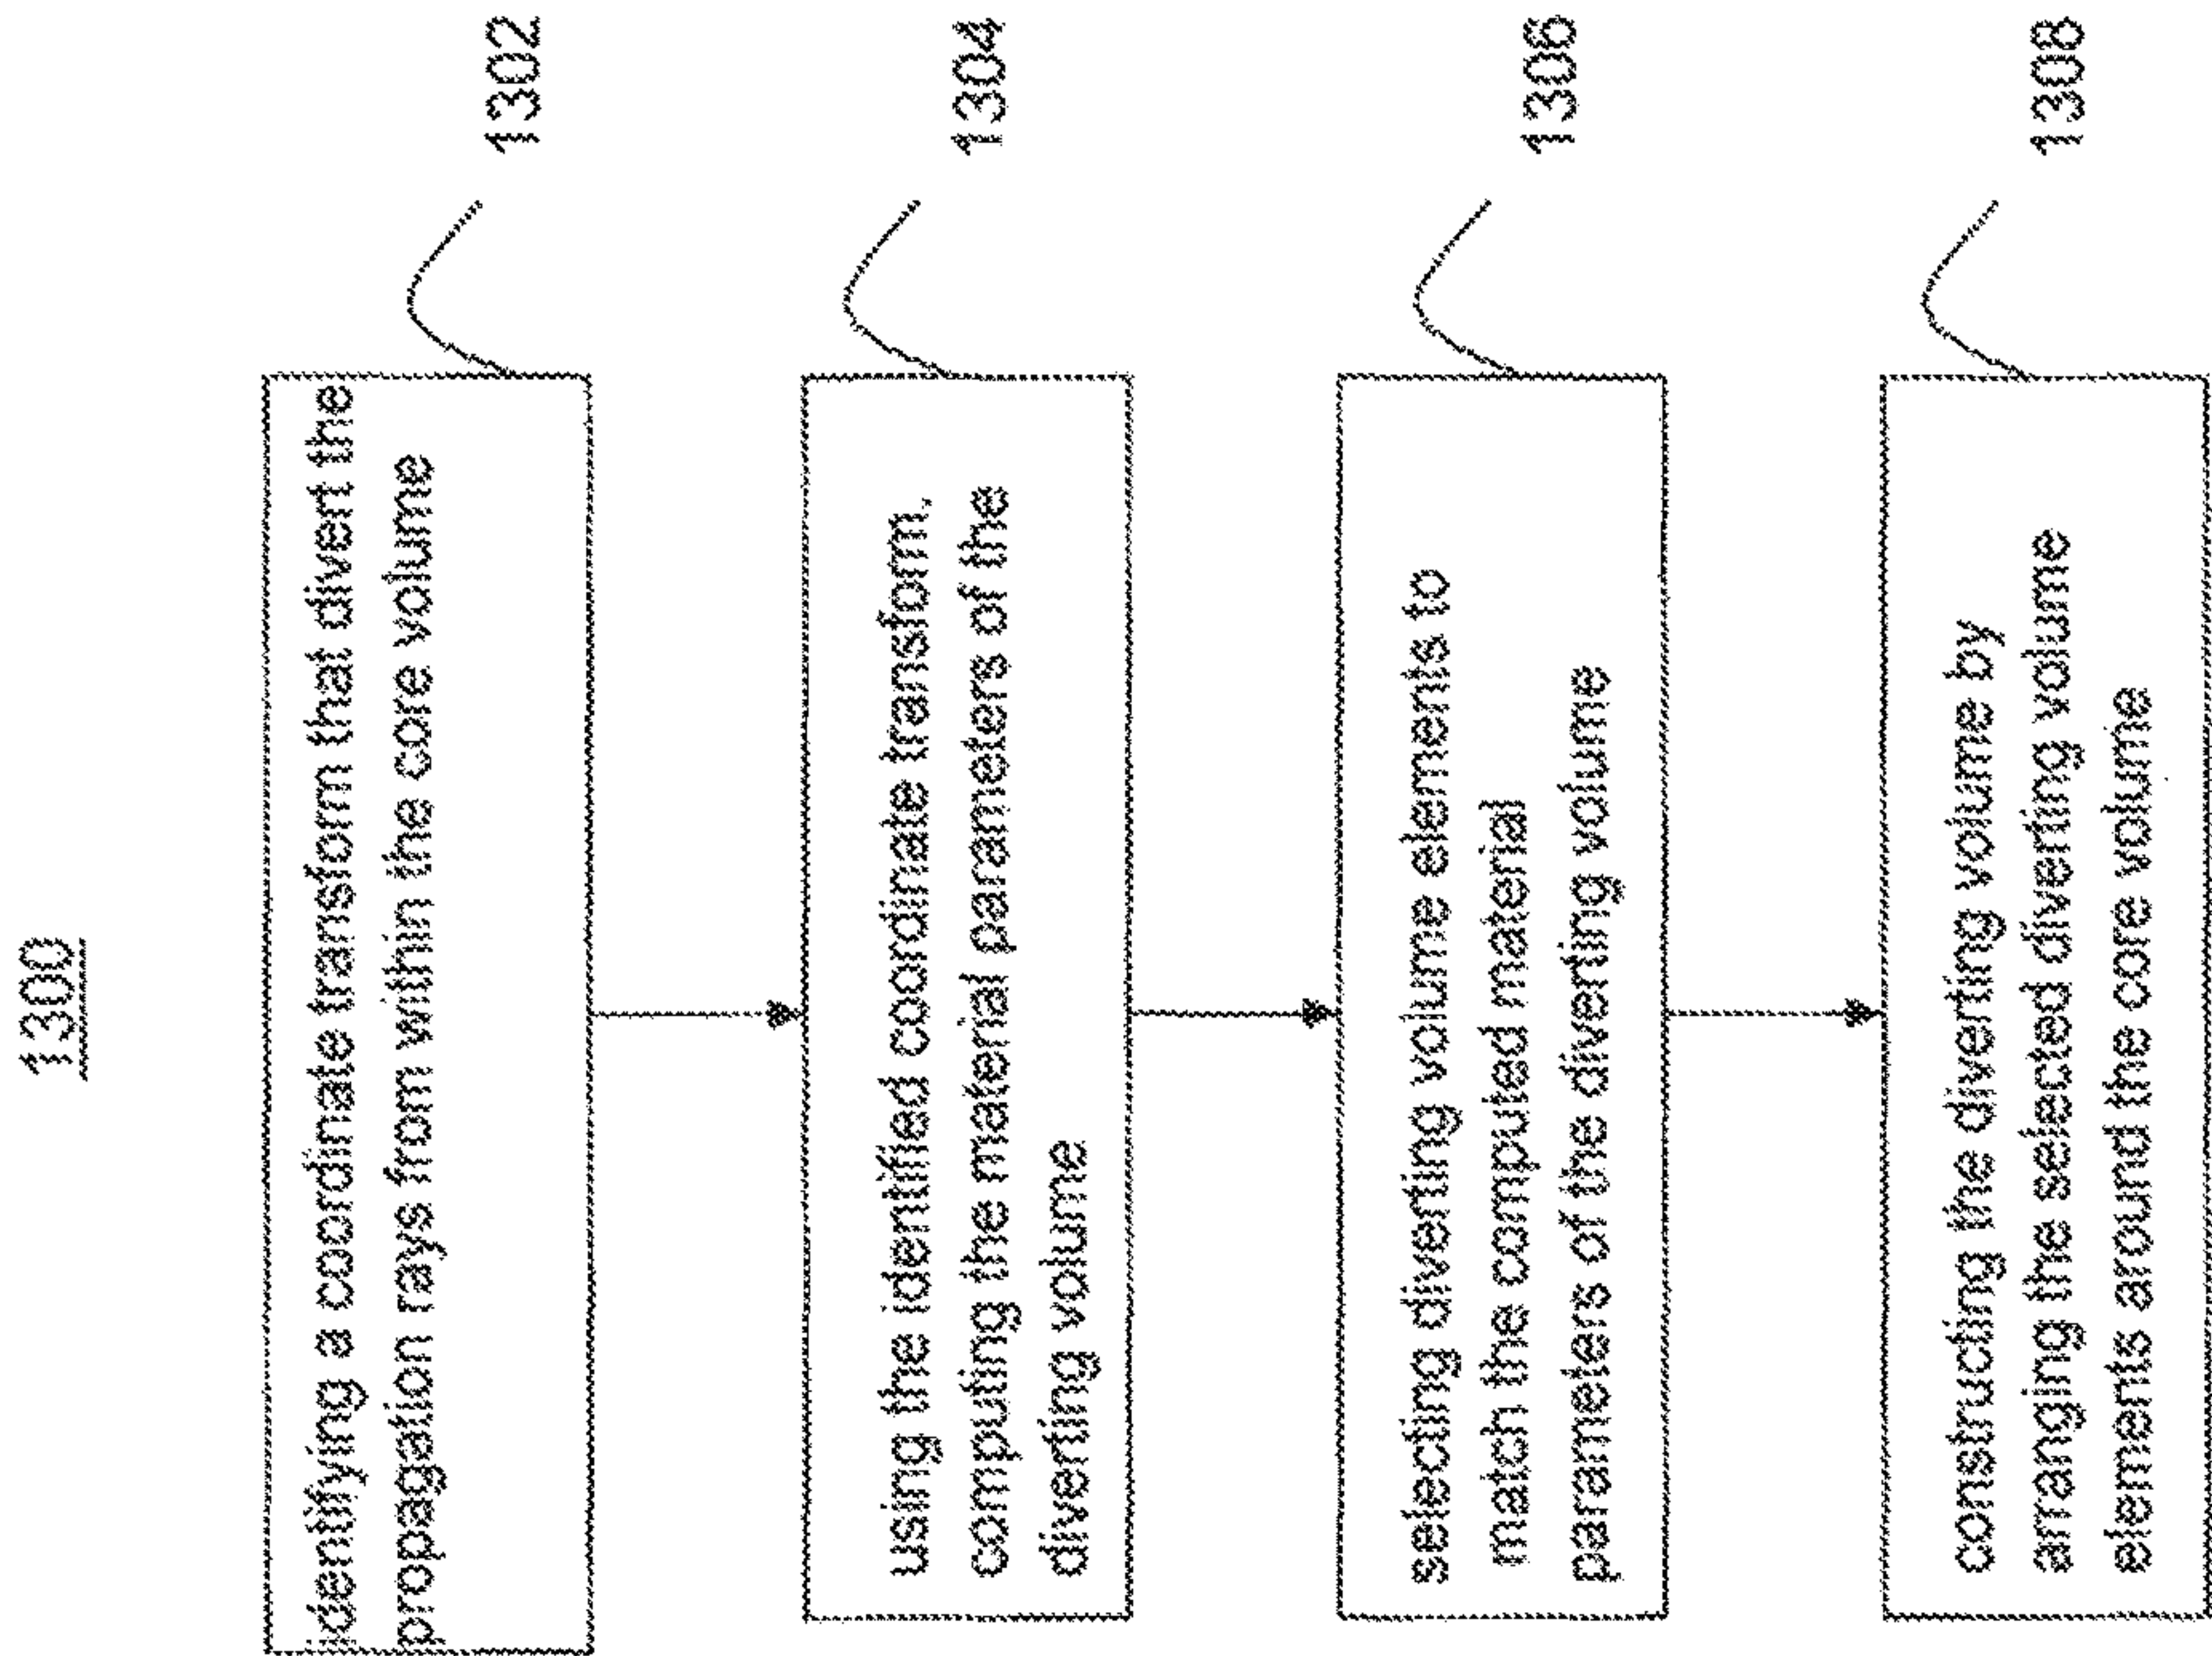 1300
identifying a coordinate transform that divert the
propagation rays from within the core volume
1302
using the identified coordinate transform,
computing the material parameters of the
diverting volume
1304
selecting diverting volume elements to
match the computed material
parameters of the diverting volume
1306
constructing the diverting volume by
arranging the selected diverting volume
elements around the core volume
1308